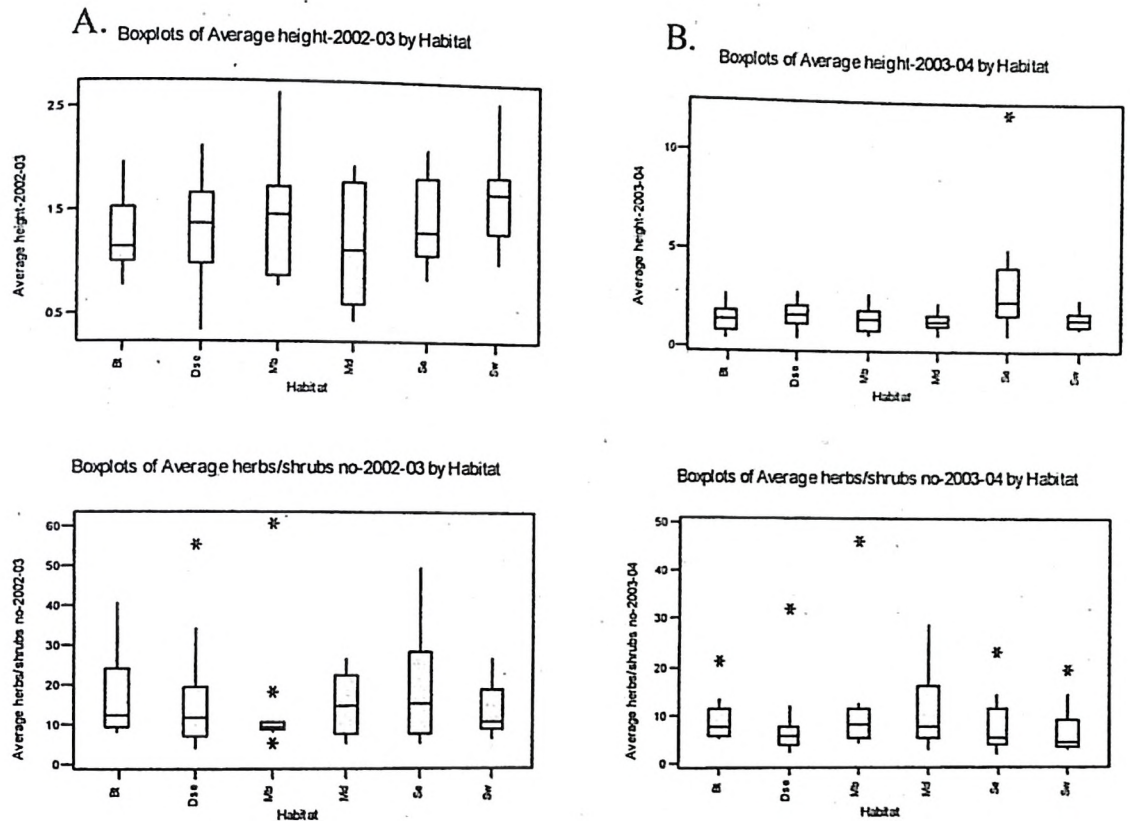 A.
Boxplots of Average height-2002-03 by Habitat
2.5
1.5
0.5
Average height-2002-03
Bt
Dse
Mb
Md
Se
Sw
Habitat
B.
Boxplots of Average height-2003-04 by Habitat
10
5
0
Average height-2003-04
Bt
Dse
Mb
Md
Se
Sw
Habitat
Boxplots of Average herbs/shrubs no-2002-03 by Habitat
60
50
40
30
20
10
0
Average herbs/shrubs no-2002-03
Bt
Dse
Mb
Md
Se
Sw
Habitat
Boxplots of Average herbs/shrubs no-2003-04 by Habitat
50
40
30
20
10
0
Average herbs/shrubs no-2003-04
Bt
Dse
Mb
Md
Se
Sw
Habitat